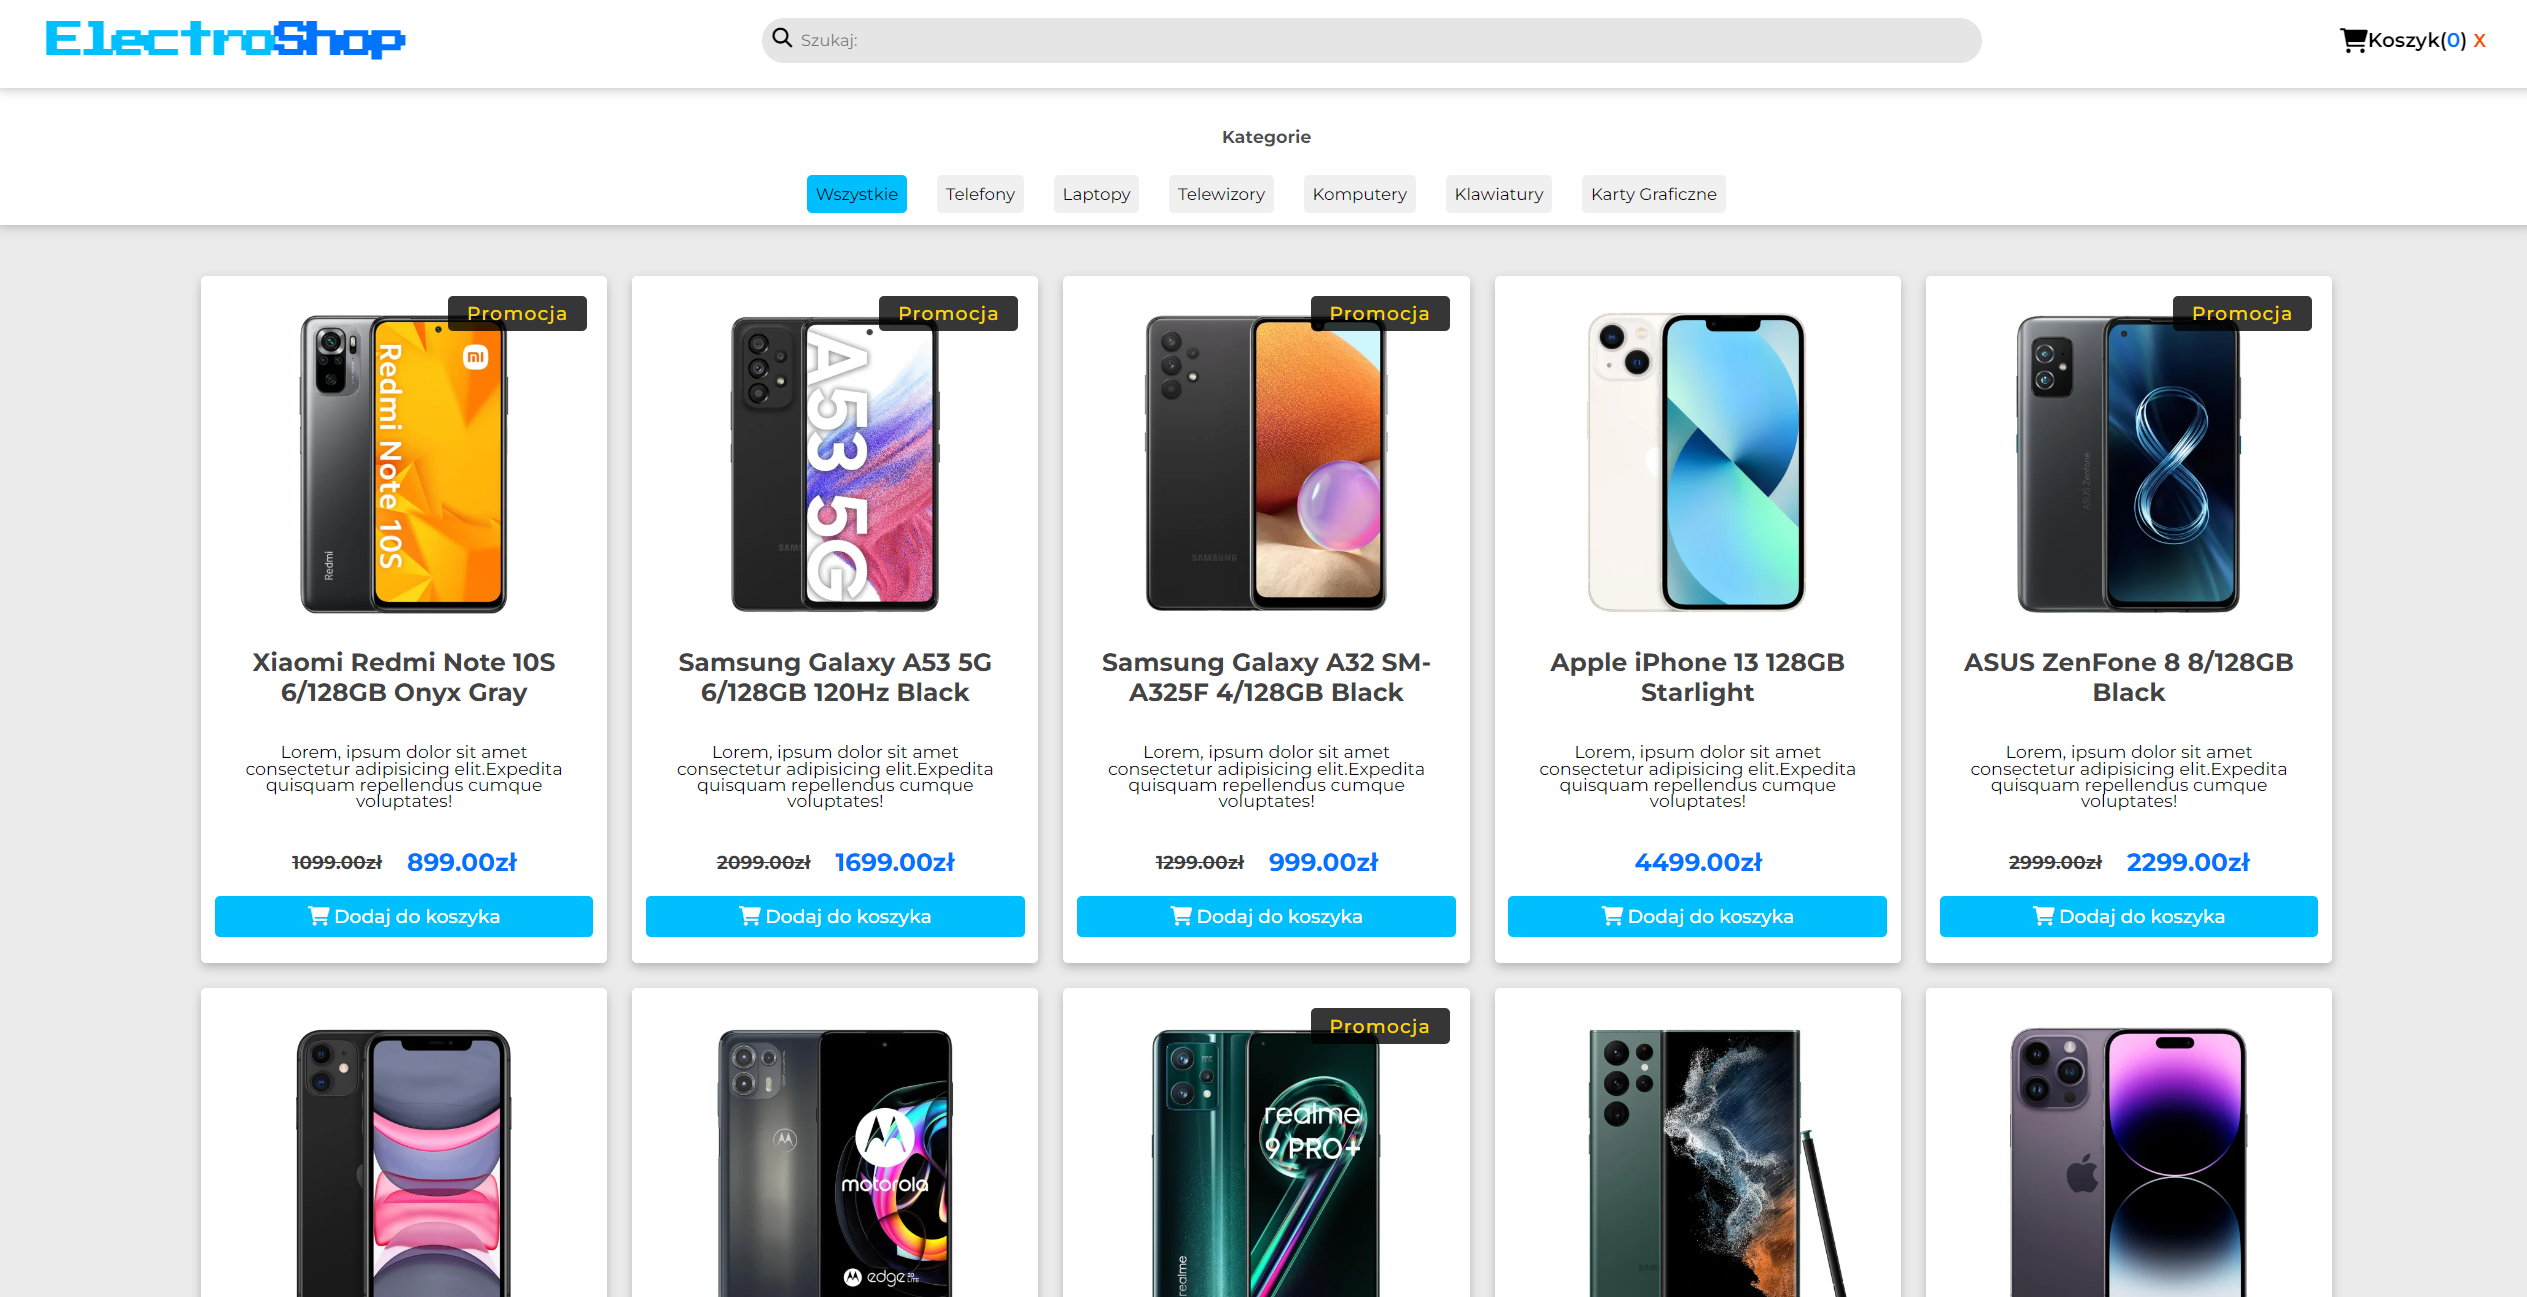 ElectroShop
Szukaj:
Koszyk(0) X
Kategorie
Wszystkie
Telefony
Laptopy
Telewizory
Komputery
Klawiatury
Karty Graficzne
Promocja
Redmi Note 10S
Redmi
Xiaomi Redmi Note 10S
6/128GB Onyx Gray
Lorem, ipsum dolor sit amet
consectetur adipisicing elit.Expedita
quisquam repellendus cumque
voluptates!
1099.00zł 899.00zł
Dodaj do koszyka
Promocja
A53 5G
Samsung Galaxy A53 5G
6/128GB 120Hz Black
Lorem, ipsum dolor sit amet
consectetur adipisicing elit.Expedita
quisquam repellendus cumque
voluptates!
2099.00zł 1699.00zł
Dodaj do koszyka
Promocja
SAMSUNG
Samsung Galaxy A32 SM-
A325F 4/128GB Black
Lorem, ipsum dolor sit amet
consectetur adipisicing elit.Expedita
quisquam repellendus cumque
voluptates!
1299.00zł 999.00zł
Dodaj do koszyka
Apple iPhone 13 128GB
Starlight
Lorem, ipsum dolor sit amet
consectetur adipisicing elit.Expedita
quisquam repellendus cumque
voluptates!
4499.00zł
Dodaj do koszyka
Promocja
ASUS Zenfone
ASUS ZenFone 8 8/128GB
Black
Lorem, ipsum dolor sit amet
consectetur adipisicing elit.Expedita
quisquam repellendus cumque
voluptates!
2999.00zł 2299.00zł
Dodaj do koszyka
motorola
edge
Promocja
realme
9 PRO+
realme